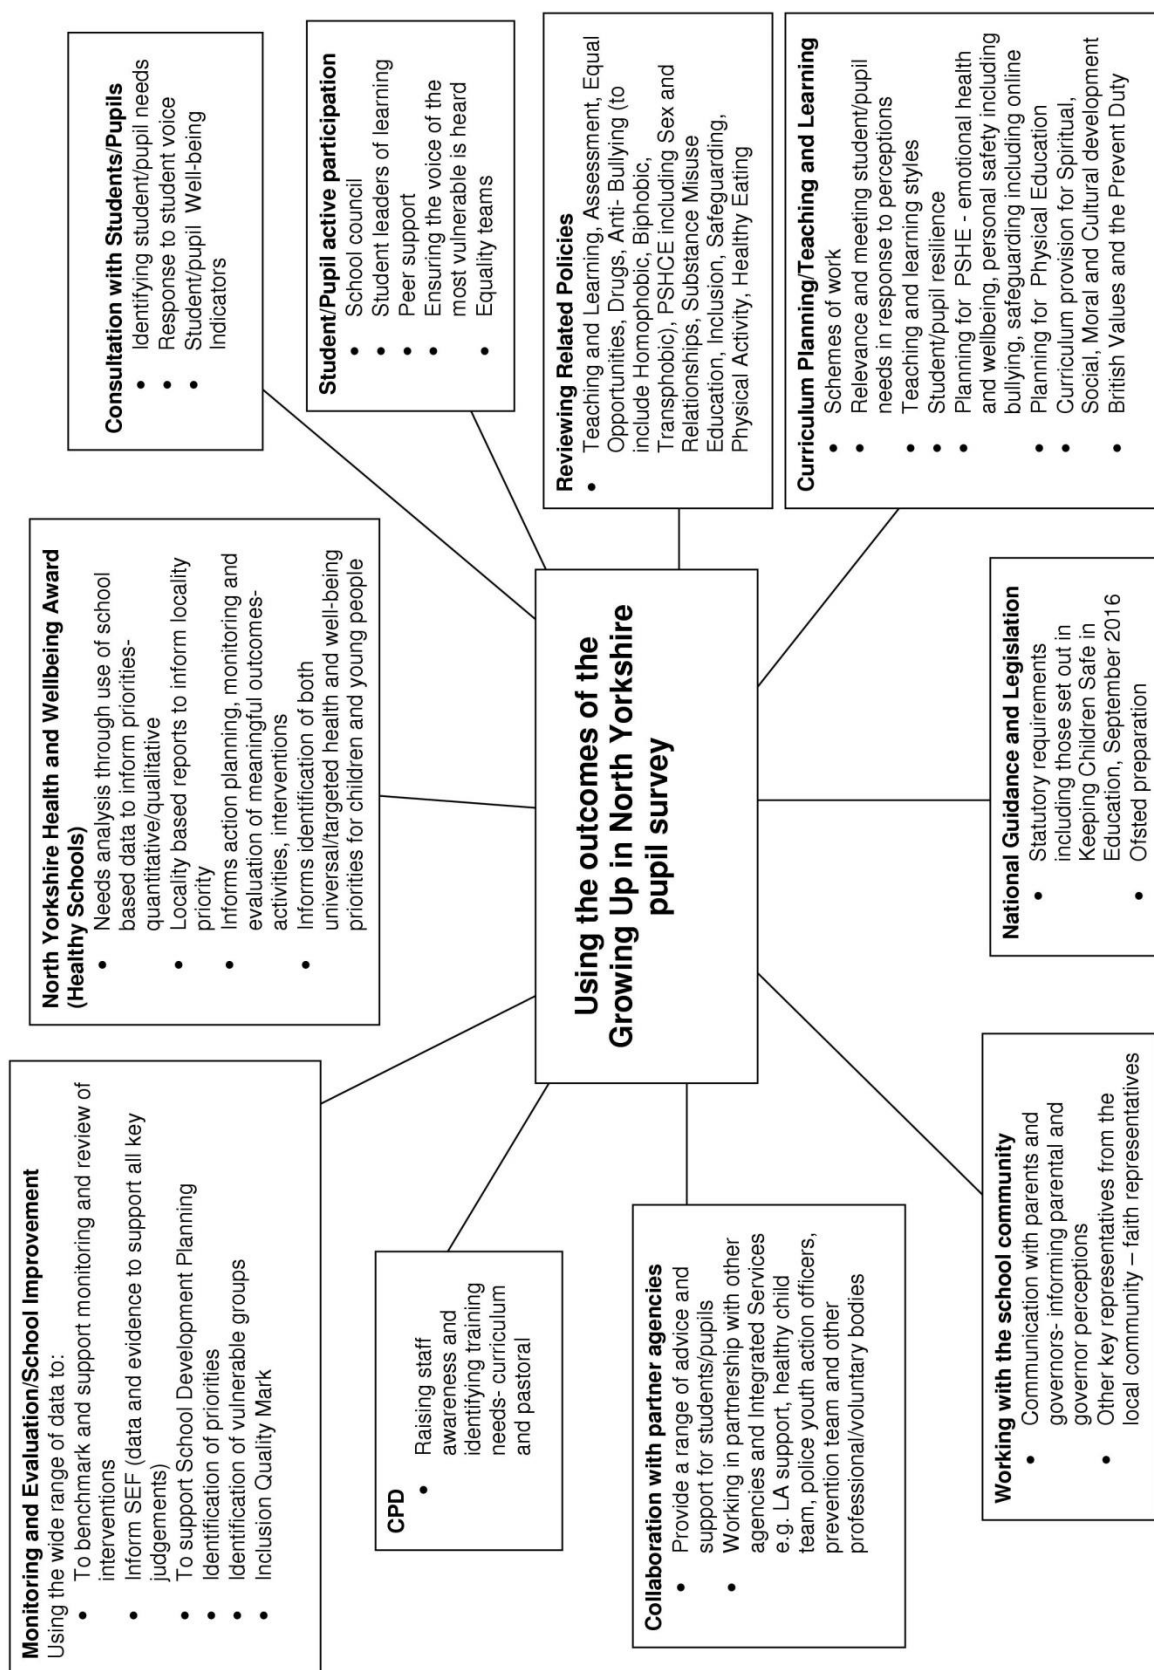 Monitoring and Evaluation/School Improvement
Using the wide range of data to:
• To benchmark and support monitoring and review of
interventions
• Inform SEF (data and evidence to support all key
judgements)
• To support School Development Planning
• Identification of priorities
• Identification of vulnerable groups
• Inclusion Quality Mark
North Yorkshire Health and Wellbeing Award
(Healthy Schools)
• Needs analysis through use of school
based data to inform priorities-
quantitative/qualitative
• Locality based reports to inform locality
priority
• Informs action planning, monitoring and
evaluation of meaningful outcomes-
activities, interventions
• Informs identification of both
universal/targeted health and well-being
priorities for children and young people
Consultation with Students/Pupils
• Identifying student/pupil needs
• Response to student voice
• Student/pupil Well-being
Indicators
Student/Pupil active participation
• School council
• Student leaders of learning
• Peer support
• Ensuring the voice of the
most vulnerable is heard
• Equality teams
CPD
• Raising staff
awareness and
identifying training
needs- curriculum
and pastoral
Using the outcomes of the
Growing Up in North Yorkshire
pupil survey
Reviewing Related Policies
• Teaching and Learning, Assessment, Equal
Opportunities, Drugs, Anti- Bullying (to
include Homophobic, Biphobic,
Transphobic), PSHCE including Sex and
Relationships, Substance Misuse
Education, Inclusion, Safeguarding,
Physical Activity, Healthy Eating
Collaboration with partner agencies
• Provide a range of advice and
support for students/pupils
• Working in partnership with other
agencies and Integrated Services
e.g. LA support, healthy child
team, police youth action officers,
prevention team and other
professional/voluntary bodies
Curriculum Planning/Teaching and Learning
• Schemes of work
• Relevance and meeting student/pupil
needs in response to perceptions
• Teaching and learning styles
• Student/pupil resilience
• Planning for PSHE - emotional health
and wellbeing, personal safety including
bullying, safeguarding including online
• Planning for Physical Education
• Curriculum provision for Spiritual,
Social, Moral and Cultural development
• British Values and the Prevent Duty
Working with the school community
• Communication with parents and
governors- informing parental and
governor perceptions
• Other key representatives from the
local community – faith representatives
National Guidance and Legislation
• Statutory requirements
including those set out in
Keeping Children Safe in
Education, September 2016
• Ofsted preparation